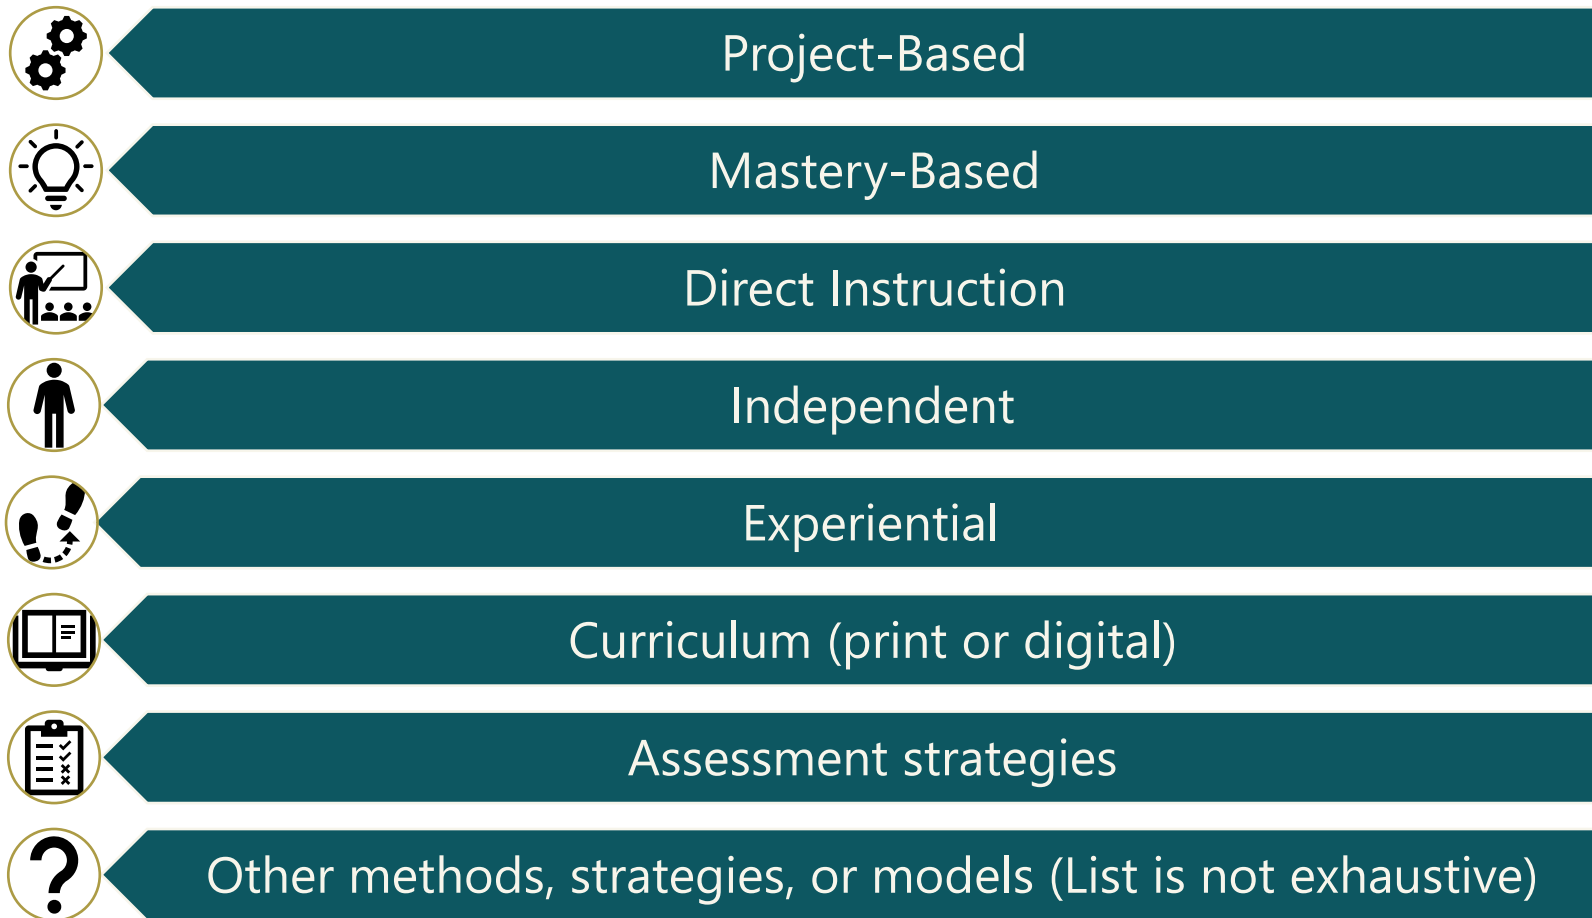 Project-Based
Mastery-Based
Direct Instruction
Independent
Experiential
Curriculum (print or digital)
Assessment strategies
Other methods, strategies, or models (List is not exhaustive)